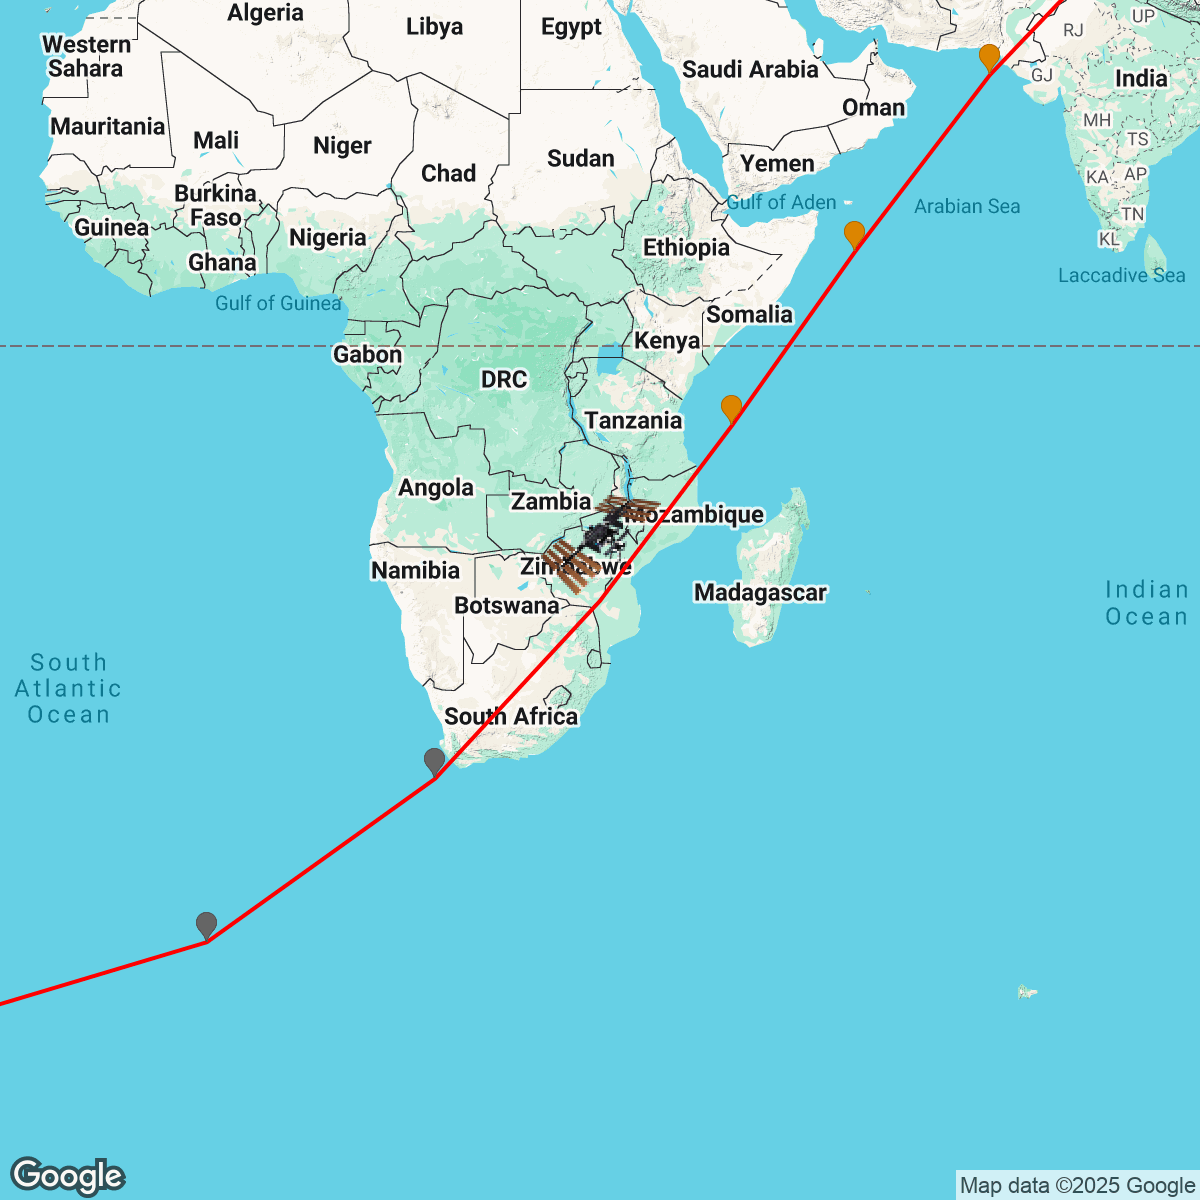 Algeria
Libya
Egypt
UP
RJ
Western
Sahara
Saudi Arabia
GJ
India
Oman
Mauritania
Mali
Niger
MH
TS
Chad
Sudan
Yemen
KA
AP
Burkina
Faso
Gulf of Aden
Arabian Sea
TN
Guinea
Nigeria
KL
Ethiopia
Ghana
Laccadive Sea
Gulf of Guinea
Somalia
Kenya
Gabon
DRC
Tanzania
Angola
Zambia
Mozambique
Zimbabwe
Namibia
Botswana
Madagascar
Indian
Ocean
South
Atlantic
Ocean
South Africa
Google
Map data ©2025 Google